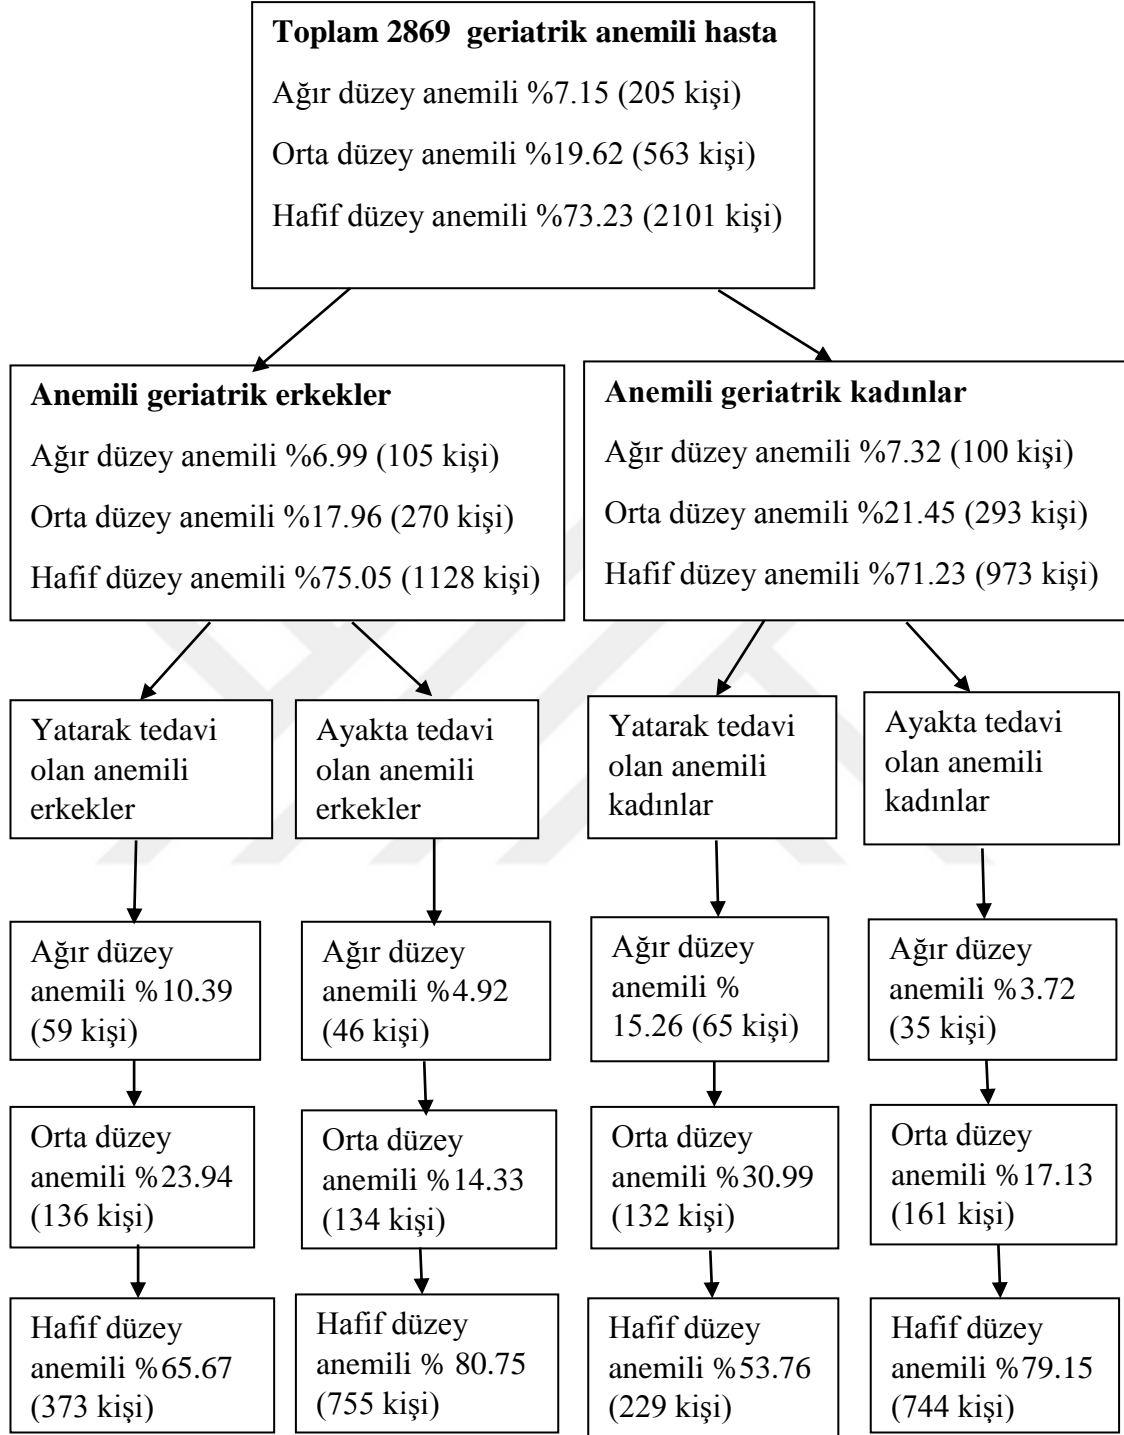 Toplam 2869 geriatrik anemili hasta
Ağır düzey anemili %7.15 (205 kişi)
Orta düzey anemili %19.62 (563 kişi)
Hafif düzey anemili %73.23 (2101 kişi)
Anemili geriatrik erkekler
Ağır düzey anemili %6.99 (105 kişi)
Orta düzey anemili %17.96 (270 kişi)
Hafif düzey anemili %75.05 (1128 kişi)
Anemili geriatrik kadınlar
Ağır düzey anemili %7.32 (100 kişi)
Orta düzey anemili %21.45 (293 kişi)
Hafif düzey anemili %71.23 (973 kişi)
Yatarak tedavi
olan anemili
erkekler
Ayakta tedavi
olan anemili
erkekler
Yatarak tedavi
olan anemili
kadınlar
Ayakta tedavi
olan anemili
kadınlar
Ağır düzey
anemili %10.39
(59 kişi)
Ağır düzey
anemili %4.92
(46 kişi)
Ağır düzey
anemili %
15.26 (65 kişi)
Ağır düzey
anemili %3.72
(35 kişi)
Orta düzey
anemili %23.94
(136 kişi)
Orta düzey
anemili %14.33
(134 kişi)
Orta düzey
anemili %30.99
(132 kişi)
Orta düzey
anemili %17.13
(161 kişi)
Hafif düzey
anemili %65.67
(373 kişi)
Hafif düzey
anemili % 80.75
(755 kişi)
Hafif düzey
anemili %53.76
(229 kişi)
Hafif düzey
anemili %79.15
(744 kişi)